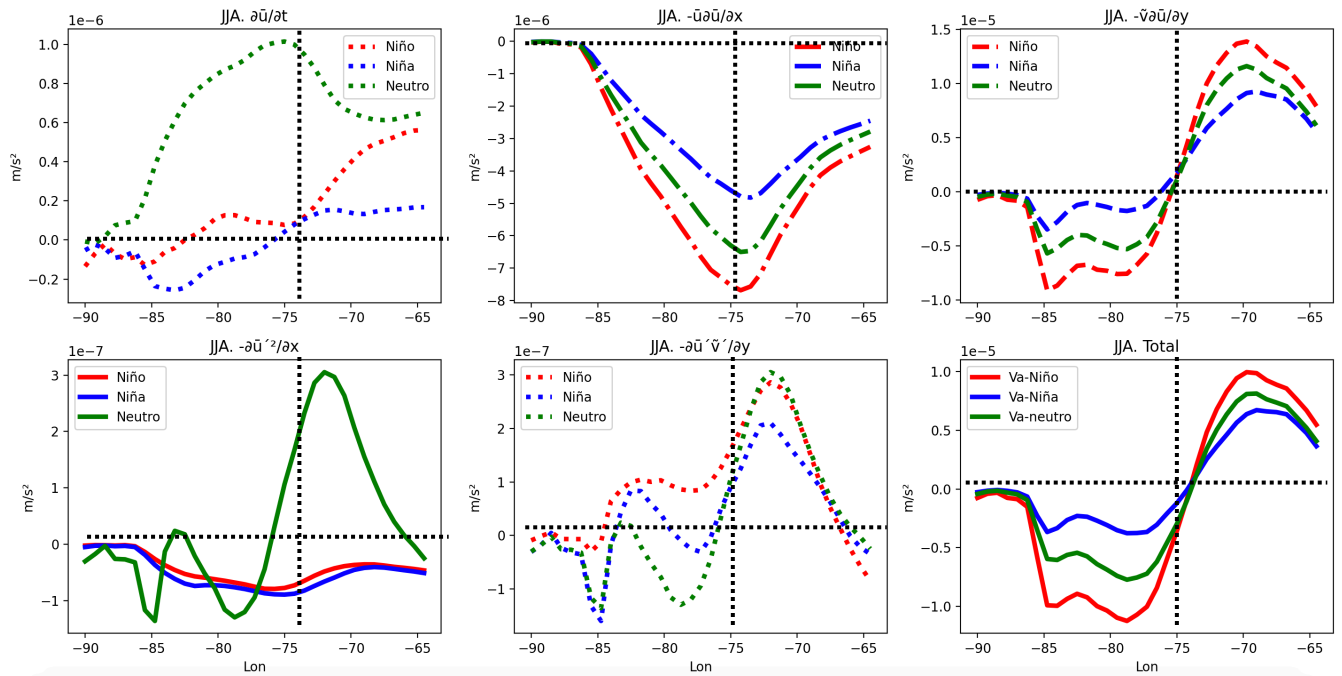 JJA. ∂ū/∂t
1e−6
m/s²
1.0
0.8
0.6
0.4
0.2
0.0
−0.2
Niño
Niña
Neutro
−90 −85 −80 −75 −70 −65
JJA. -ū∂ū/∂x
1e−6
m/s²
0
−1
−2
−3
−4
−5
−6
−7
−8
Niño
Niña
Neutro
−90 −85 −80 −75 −70 −65
JJA. -ṽ∂ū/∂y
1e−5
m/s²
1.5
1.0
0.5
0.0
−0.5
−1.0
Niño
Niña
Neutro
−90 −85 −80 −75 −70 −65
JJA. -∂ū´²/∂x
1e−7
m/s²
3
2
1
0
−1
Niño
Niña
Neutro
−90 −85 −80 −75 −70 −65
Lon
JJA. -∂ū´ṽ´/∂y
1e−7
m/s²
3
2
1
0
−1
Niño
Niña
Neutro
−90 −85 −80 −75 −70 −65
Lon
JJA. Total
1e−5
m/s²
1.0
0.5
0.0
−0.5
−1.0
Va-Niño
Va-Niña
Va-neutro
−90 −85 −80 −75 −70 −65
Lon